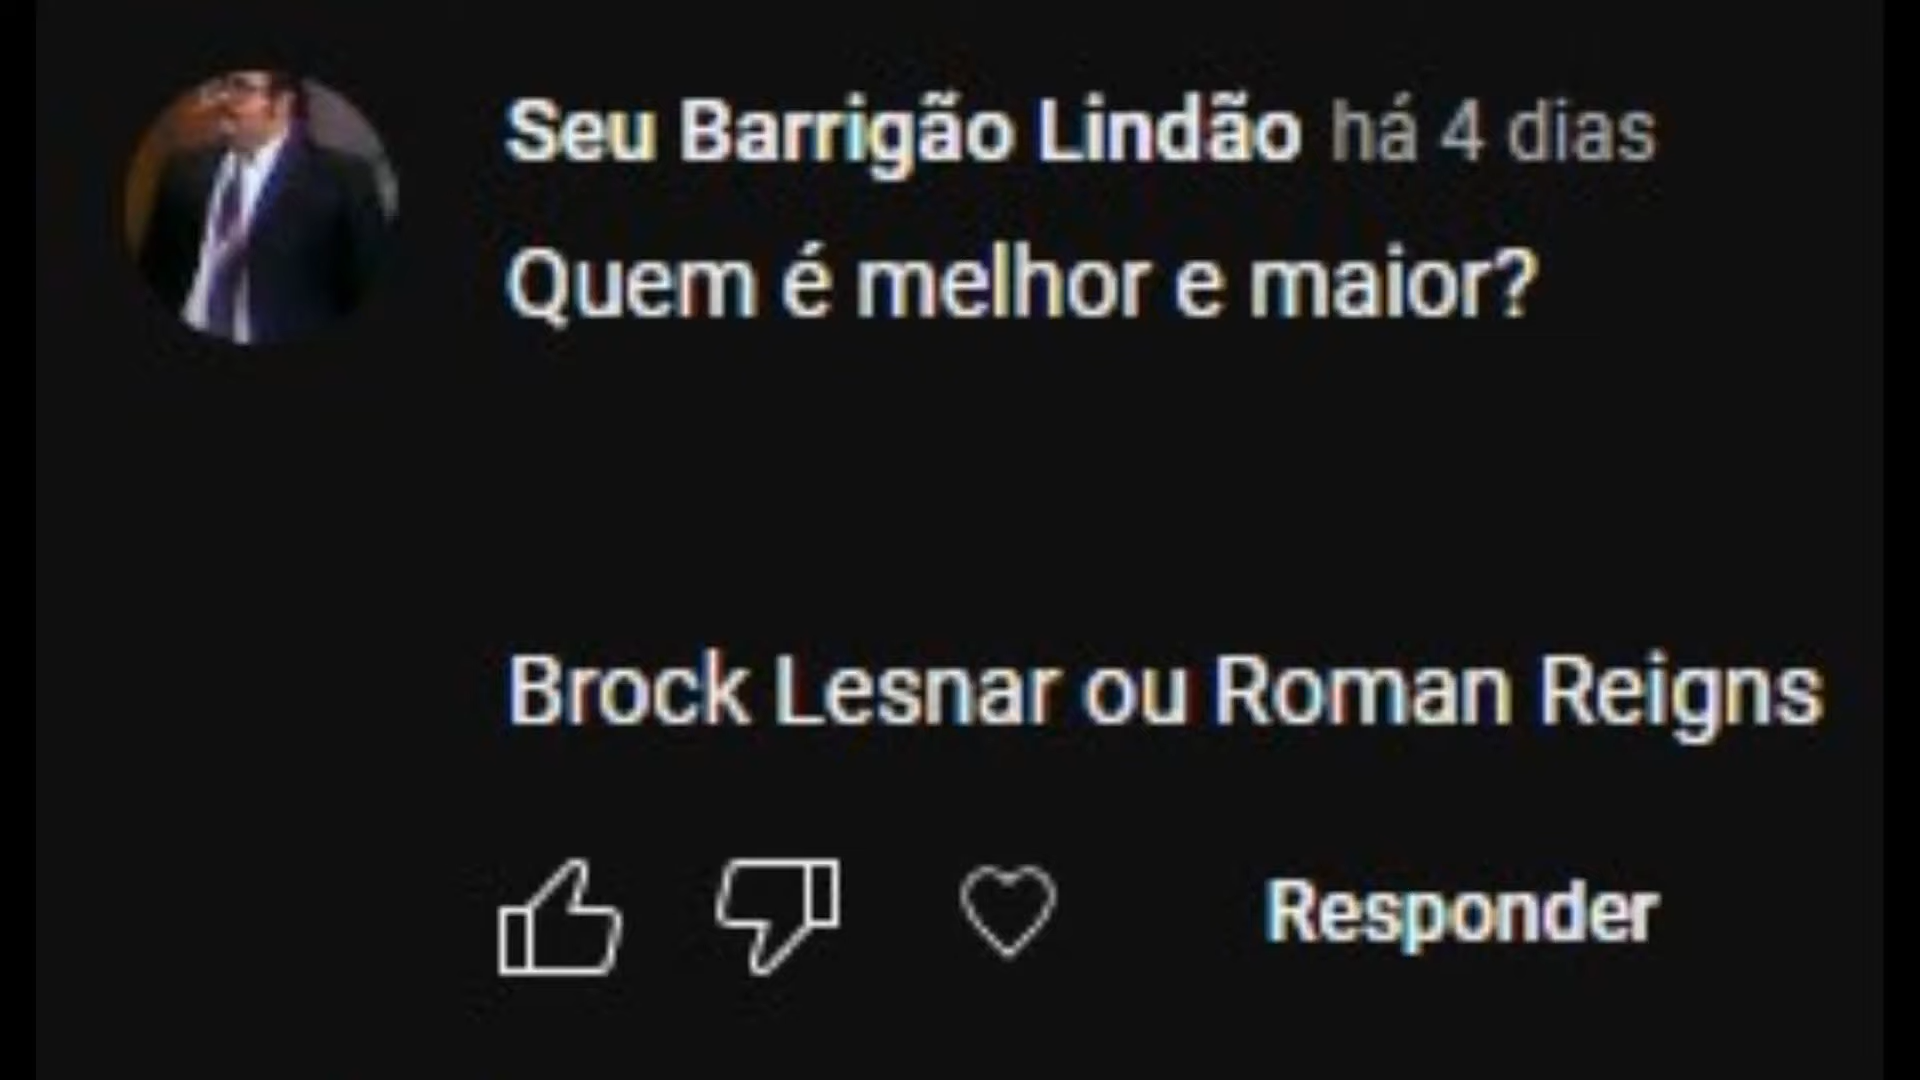 Seu Barrigão Lindão há 4 dias
Quem é melhor e maior?
Brock Lesnar ou Roman Reigns
Responder